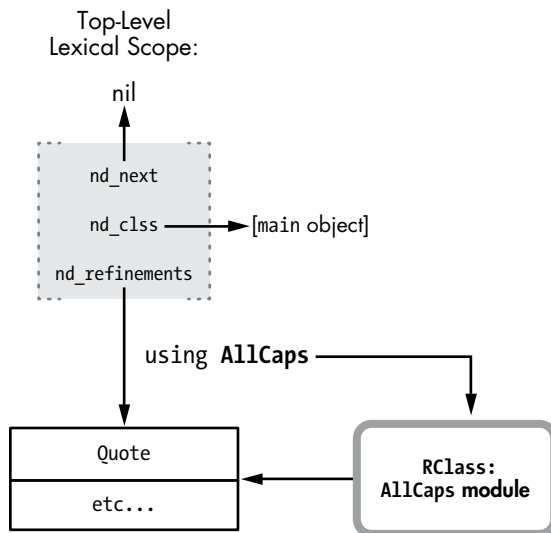 Top-Level
Lexical Scope:
nil
nd_next
nd_clss
[main object]
nd_refinements
using AllCaps
Quote
etc...
RClass:
AllCaps module